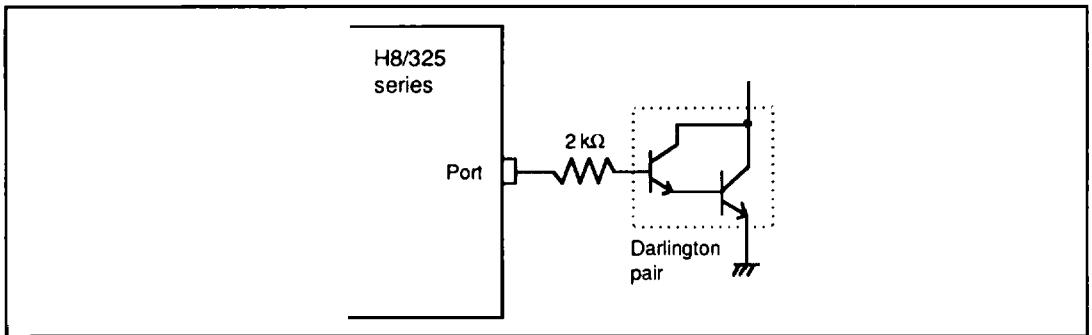 H8/325
series
2 kΩ
Port
Darlington
pair